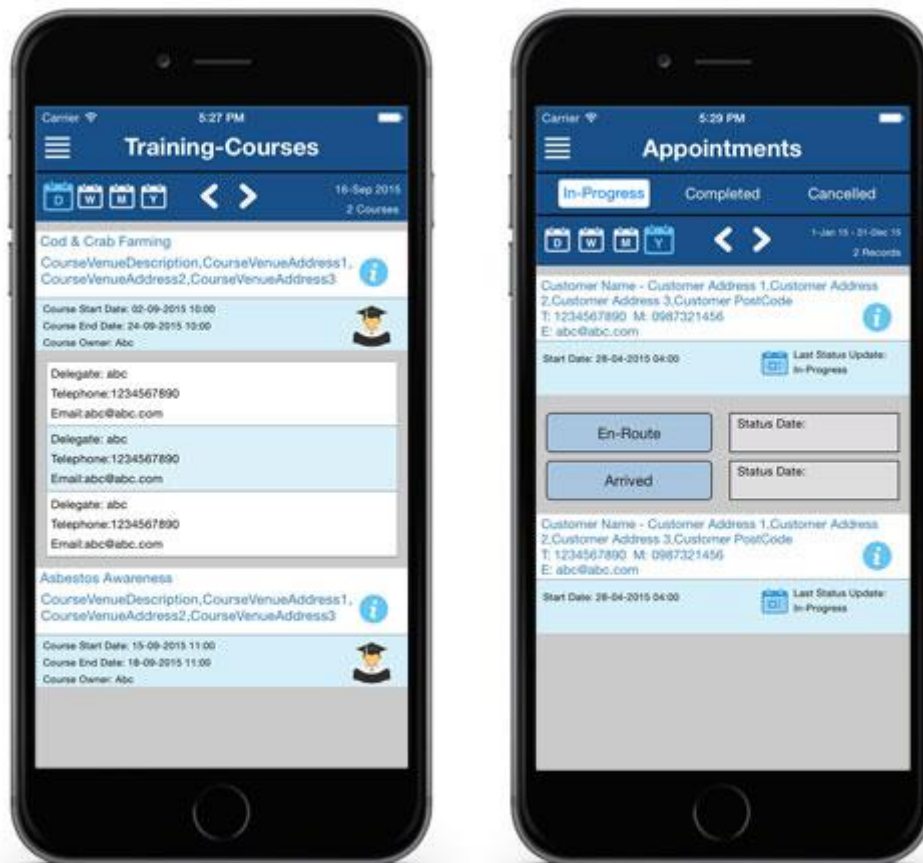 Carrier
5:27 PM
Training-Courses
D W M Y
16-Sep 2015
2 Courses
Cod & Crab Farming
CourseVenueDescription,CourseVenueAddress1,
CourseVenueAddress2,CourseVenueAddress3
Course Start Date: 02-09-2015 10:00
Course End Date: 24-09-2015 10:00
Course Owner: Abc
Delegate: abc
Telephone:1234567890
Email:abc@abc.com
Delegate: abc
Telephone:1234567890
Email:abc@abc.com
Delegate: abc
Telephone:1234567890
Email:abc@abc.com
Asbestos Awareness
CourseVenueDescription,CourseVenueAddress1,
CourseVenueAddress2,CourseVenueAddress3
Course Start Date: 15-09-2015 11:00
Course End Date: 18-09-2015 11:00
Course Owner: Abc
Carrier
5:29 PM
Appointments
In-Progress
Completed
Cancelled
D W M Y
1-Jan 15 - 31-Dec 15
2 Records
Customer Name - Customer Address 1,Customer Address
2,Customer Address 3,Customer PostCode
T: 1234567890 M: 0987321456
E: abc@abc.com
Start Date: 28-04-2015 04:00
Last Status Update:
In-Progress
En-Route
Status Date:
Arrived
Status Date:
Customer Name - Customer Address 1,Customer Address
2,Customer Address 3,Customer PostCode
T: 1234567890 M: 0987321456
E: abc@abc.com
Start Date: 28-04-2015 04:00
Last Status Update:
In-Progress